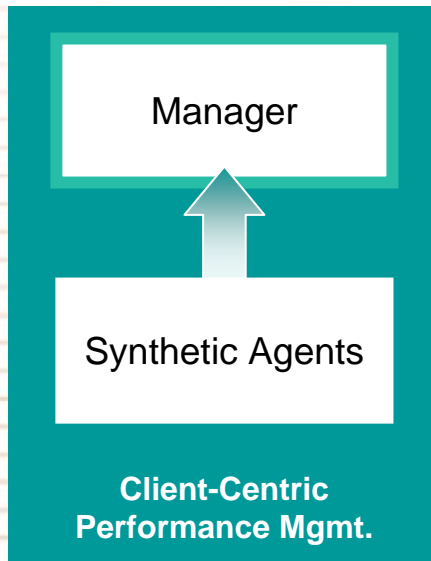 Manager
Synthetic Agents
Client-Centric
Performance Mgmt.